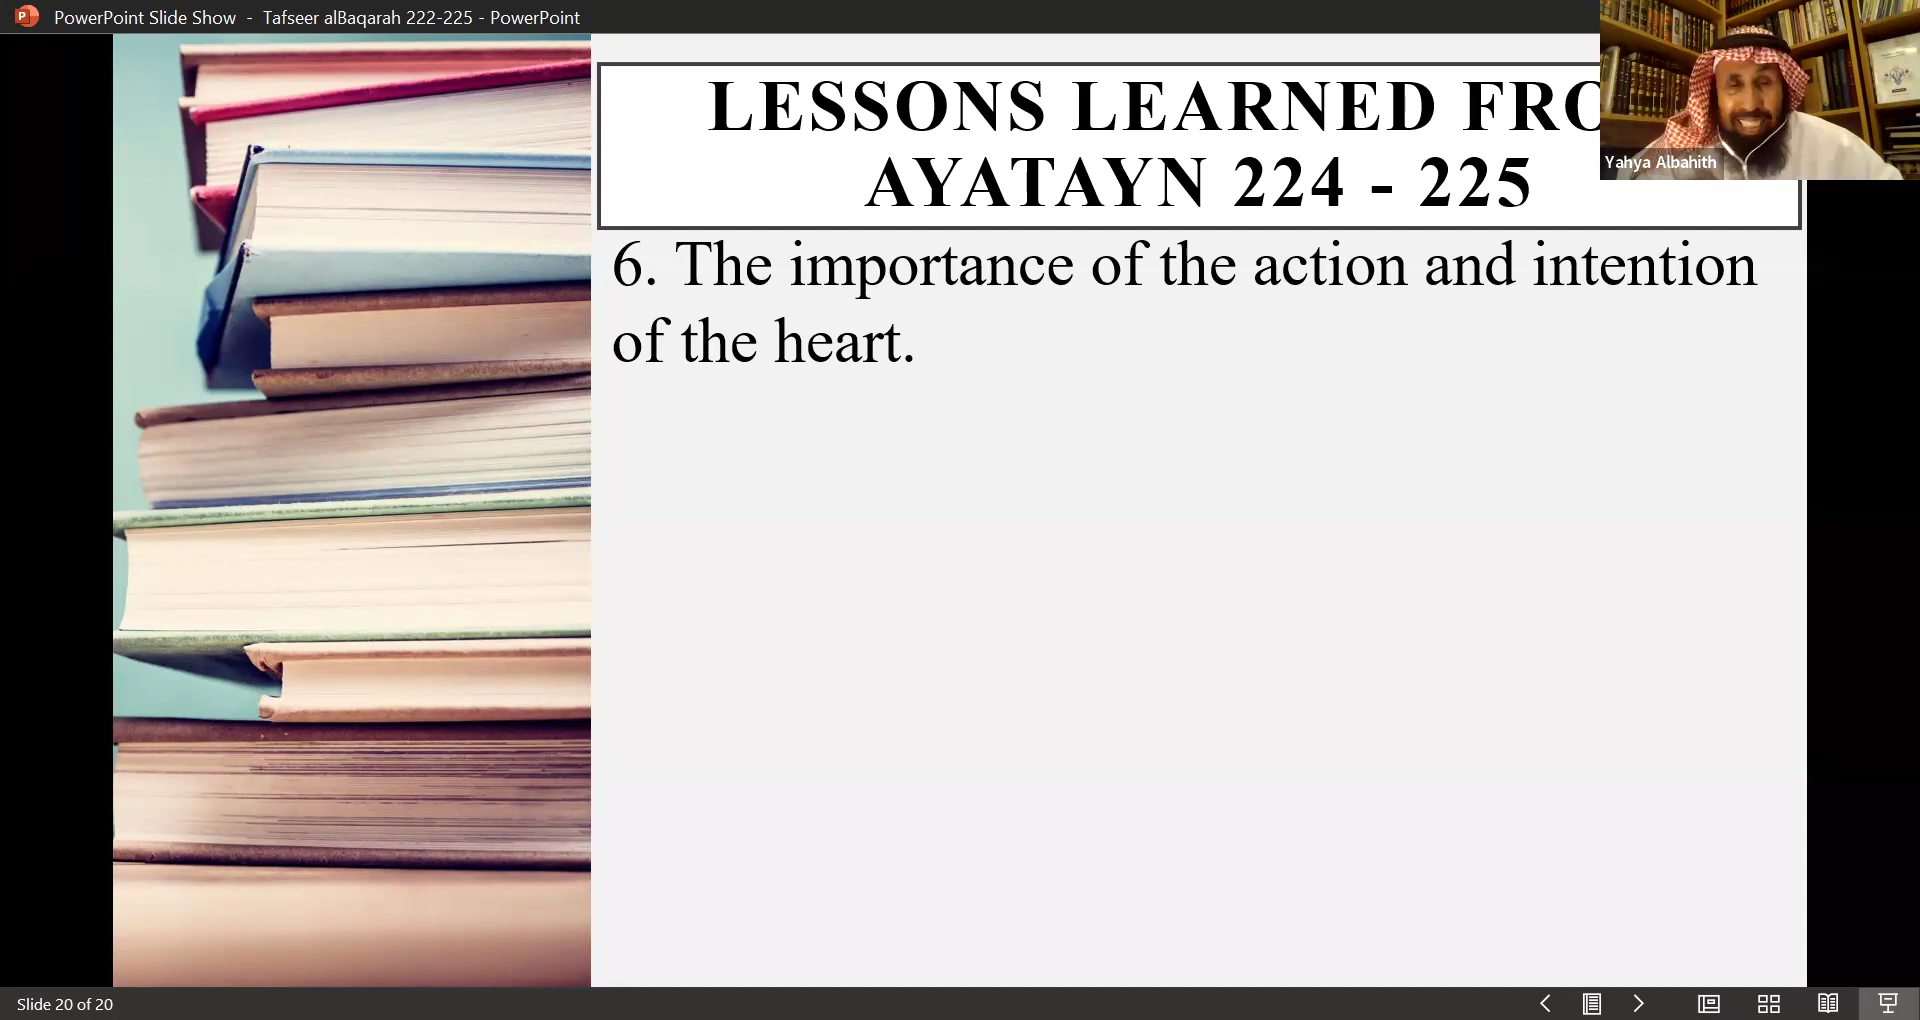 PowerPoint Slide Show - Tafseer alBaqarah 222-225 - PowerPoint
LESSONS LEARNED FRO
AYATAYN 224 - 225
Yahya Albahith
6. The importance of the action and intention
of the heart.
Slide 20 of 20